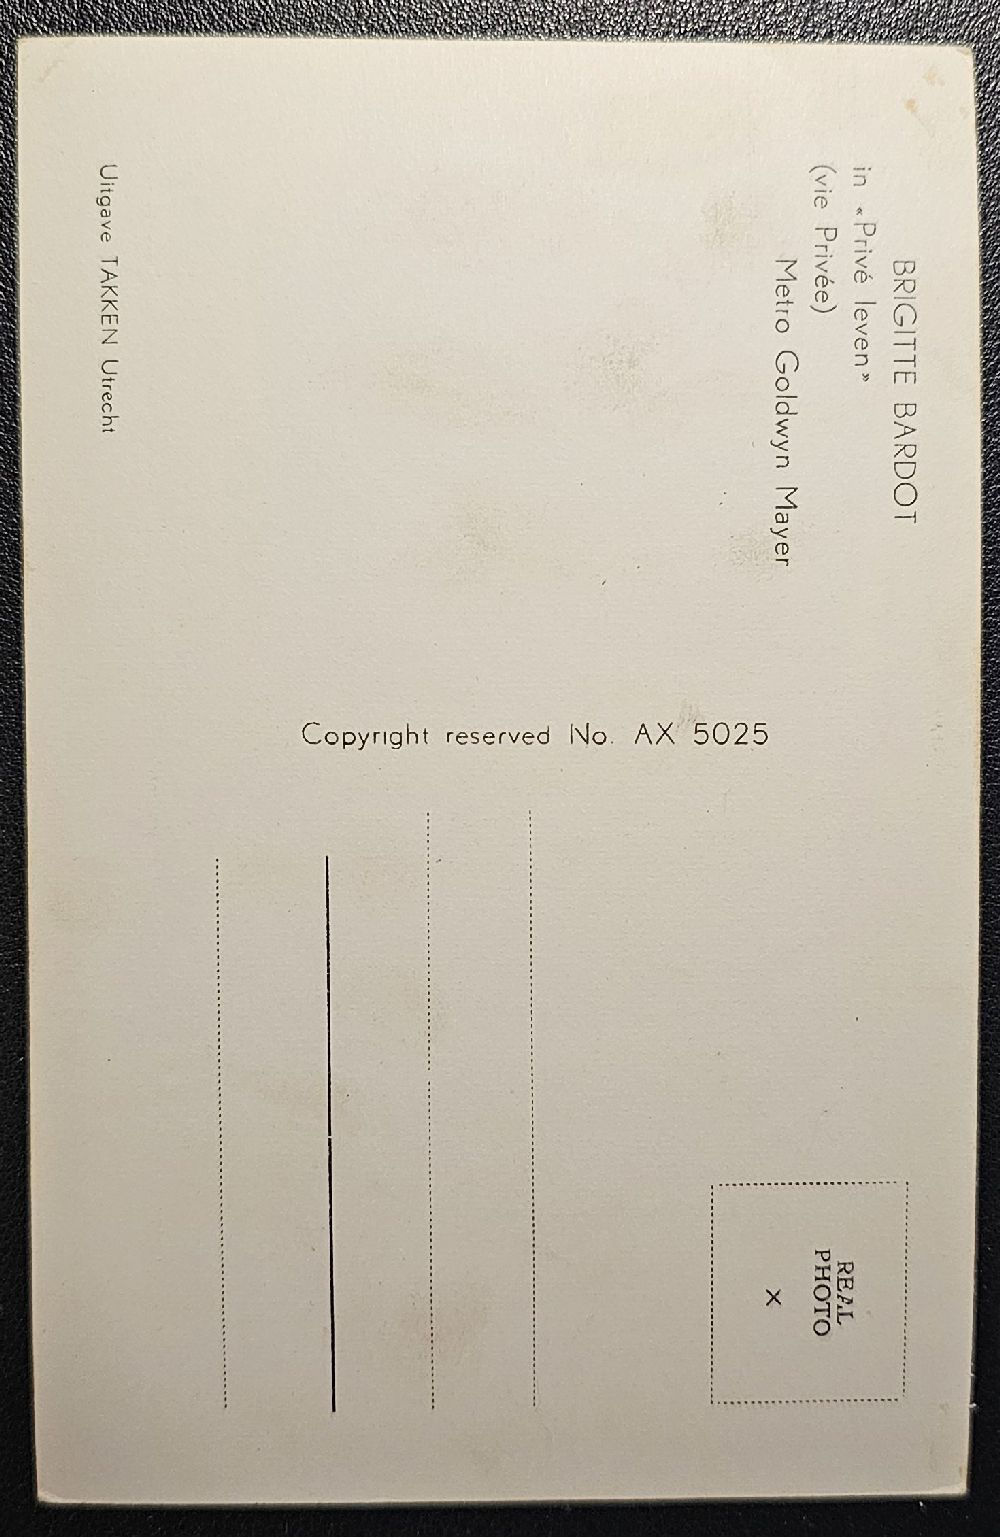 BRIGITTE BARDOT
in «Privé leven»
(vie Privée)
Metro Goldwyn Mayer
Uitgave TAKKEN Utrecht
Copyright reserved No. AX 5025
REAL
PHOTO
x